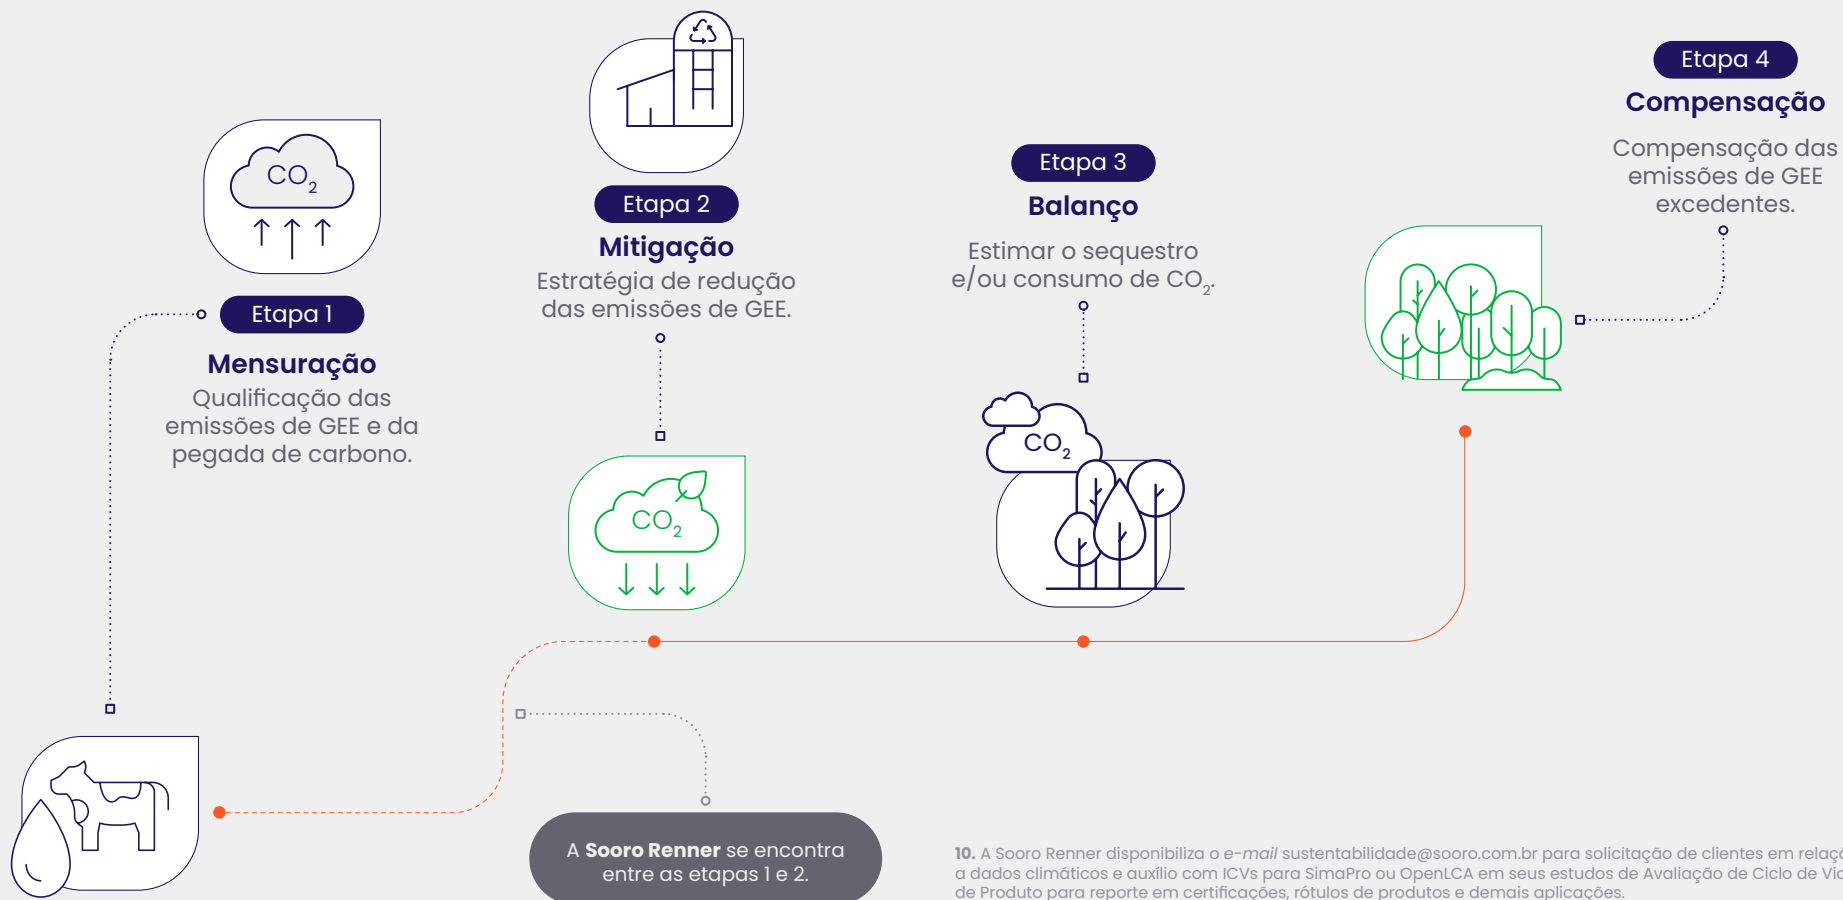 CO₂
Etapa 1
Mensuração
Qualificação das
emissões de GEE e da
pegada de carbono.
Etapa 2
Mitigação
Estratégia de redução
das emissões de GEE.
CO₂
Etapa 3
Balanço
Estimar o sequestro
e/ou consumo de CO₂.
CO₂
Etapa 4
Compensação
Compensação das
emissões de GEE
excedentes.
A Sooro Renner se encontra
entre as etapas 1 e 2.
10. A Sooro Renner disponibiliza o e-mail sustentabilidade@sooro.com.br para solicitação de clientes em relaçã
a dados climáticos e auxílio com ICVs para SimaPro ou OpenLCA em seus estudos de Avaliação de Ciclo de Vid
de Produto para reporte em certificações, rótulos de produtos e demais aplicações.